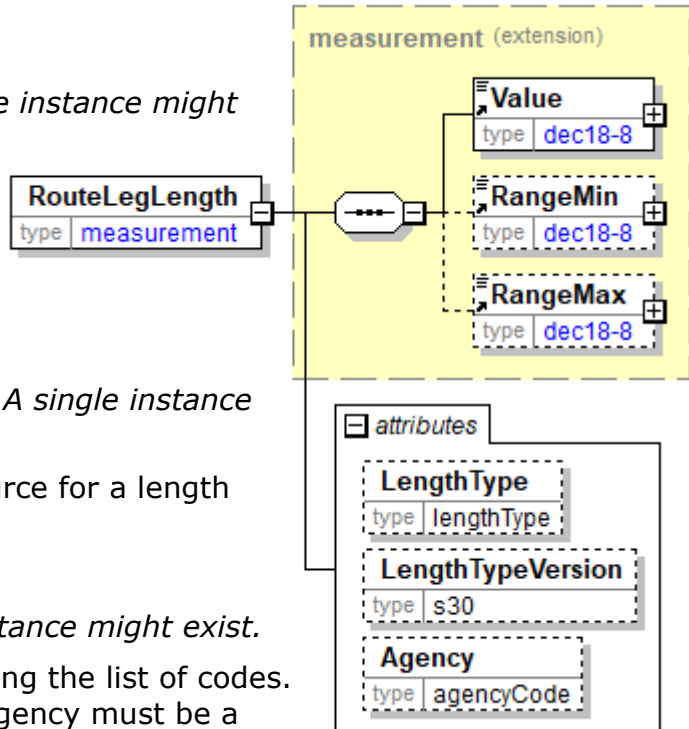 measurement (extension)
e instance might
Value
type dec18-8
RouteLegLength
type measurement
RangeMin
type dec18-8
RangeMax
type dec18-8
A single instance
attributes
rce for a length
LengthType
type lengthType
LengthTypeVersion
type s30
tance might exist.
Agency
type agencyCode
ng the list of codes.
gency must be a